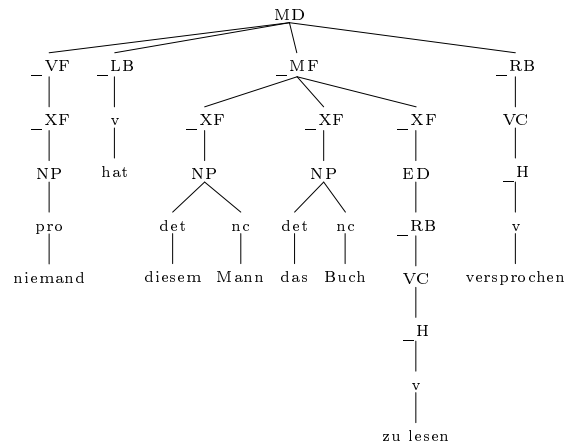 MD
_VF _LB _MF _RB
_XF v _XF _XF _XF VC
NP hat NP NP ED _H
pro det nc det nc _RB v
niemand diesem Mann das Buch VC versprochen
_H
v
zu lesen